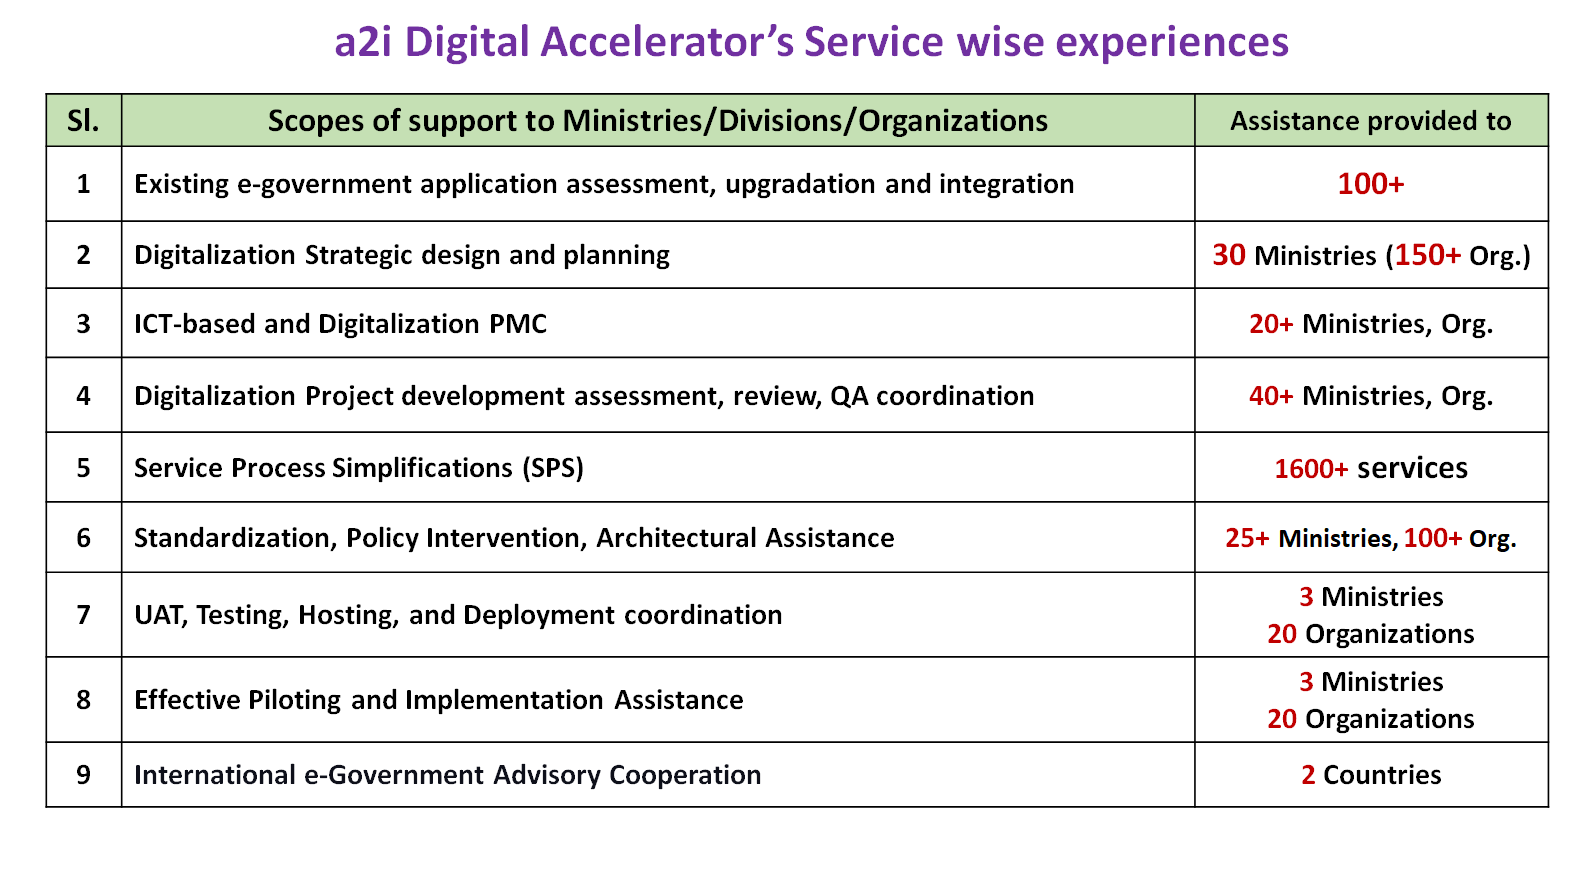 a2i Digital Accelerator’s Service wise experiences
Sl. Scopes of support to Ministries/Divisions/Organizations Assistance provided to
1 Existing e-government application assessment, upgradation and integration 100+
2 Digitalization Strategic design and planning 30 Ministries (150+ Org.)
3 ICT-based and Digitalization PMC 20+ Ministries, Org.
4 Digitalization Project development assessment, review, QA coordination 40+ Ministries, Org.
5 Service Process Simplifications (SPS) 1600+ services
6 Standardization, Policy Intervention, Architectural Assistance 25+ Ministries, 100+ Org.
7 UAT, Testing, Hosting, and Deployment coordination 3 Ministries
20 Organizations
8 Effective Piloting and Implementation Assistance 3 Ministries
20 Organizations
9 International e-Government Advisory Cooperation 2 Countries